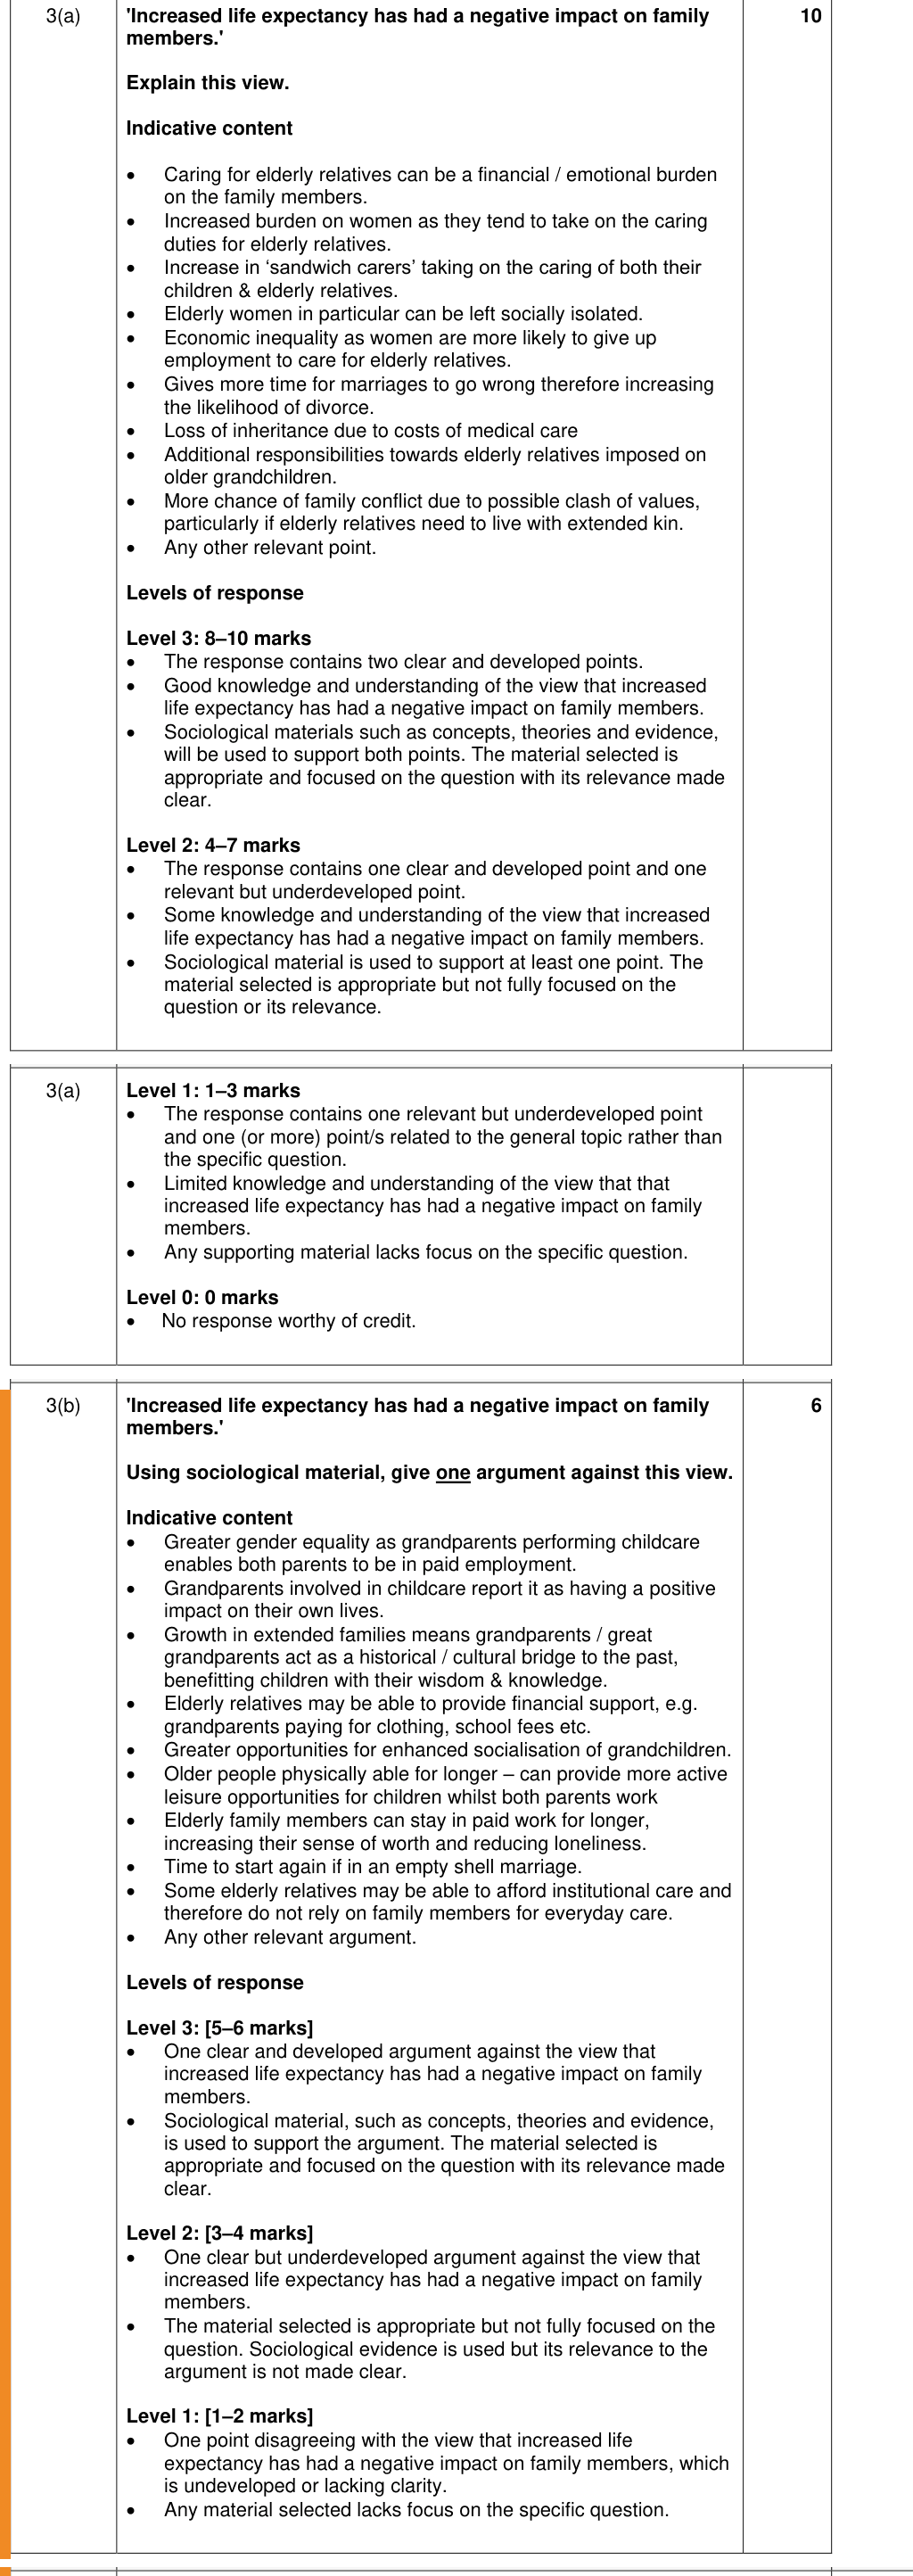 3(a) 'Increased life expectancy has had a negative impact on family 10
members.'
Explain this view.
Indicative content
• Caring for elderly relatives can be a financial / emotional burden
on the family members.
• Increased burden on women as they tend to take on the caring
duties for elderly relatives.
• Increase in ‘sandwich carers’ taking on the caring of both their
children & elderly relatives.
• Elderly women in particular can be left socially isolated.
• Economic inequality as women are more likely to give up
employment to care for elderly relatives.
• Gives more time for marriages to go wrong therefore increasing
the likelihood of divorce.
• Loss of inheritance due to costs of medical care
• Additional responsibilities towards elderly relatives imposed on
older grandchildren.
• More chance of family conflict due to possible clash of values,
particularly if elderly relatives need to live with extended kin.
• Any other relevant point.
Levels of response
Level 3: 8–10 marks
• The response contains two clear and developed points.
• Good knowledge and understanding of the view that increased
life expectancy has had a negative impact on family members.
• Sociological materials such as concepts, theories and evidence,
will be used to support both points. The material selected is
appropriate and focused on the question with its relevance made
clear.
Level 2: 4–7 marks
• The response contains one clear and developed point and one
relevant but underdeveloped point.
• Some knowledge and understanding of the view that increased
life expectancy has had a negative impact on family members.
• Sociological material is used to support at least one point. The
material selected is appropriate but not fully focused on the
question or its relevance.
3(a) Level 1: 1–3 marks
• The response contains one relevant but underdeveloped point
and one (or more) point/s related to the general topic rather than
the specific question.
• Limited knowledge and understanding of the view that that
increased life expectancy has had a negative impact on family
members.
• Any supporting material lacks focus on the specific question.
Level 0: 0 marks
• No response worthy of credit.
3(b) 'Increased life expectancy has had a negative impact on family 6
members.'
Using sociological material, give one argument against this view.
Indicative content
• Greater gender equality as grandparents performing childcare
enables both parents to be in paid employment.
• Grandparents involved in childcare report it as having a positive
impact on their own lives.
• Growth in extended families means grandparents / great
grandparents act as a historical / cultural bridge to the past,
benefitting children with their wisdom & knowledge.
• Elderly relatives may be able to provide financial support, e.g.
grandparents paying for clothing, school fees etc.
• Greater opportunities for enhanced socialisation of grandchildren.
• Older people physically able for longer – can provide more active
leisure opportunities for children whilst both parents work
• Elderly family members can stay in paid work for longer,
increasing their sense of worth and reducing loneliness.
• Time to start again if in an empty shell marriage.
• Some elderly relatives may be able to afford institutional care and
therefore do not rely on family members for everyday care.
• Any other relevant argument.
Levels of response
Level 3: [5–6 marks]
• One clear and developed argument against the view that
increased life expectancy has had a negative impact on family
members.
• Sociological material, such as concepts, theories and evidence,
is used to support the argument. The material selected is
appropriate and focused on the question with its relevance made
clear.
Level 2: [3–4 marks]
• One clear but underdeveloped argument against the view that
increased life expectancy has had a negative impact on family
members.
• The material selected is appropriate but not fully focused on the
question. Sociological evidence is used but its relevance to the
argument is not made clear.
Level 1: [1–2 marks]
• One point disagreeing with the view that increased life
expectancy has had a negative impact on family members, which
is undeveloped or lacking clarity.
• Any material selected lacks focus on the specific question.